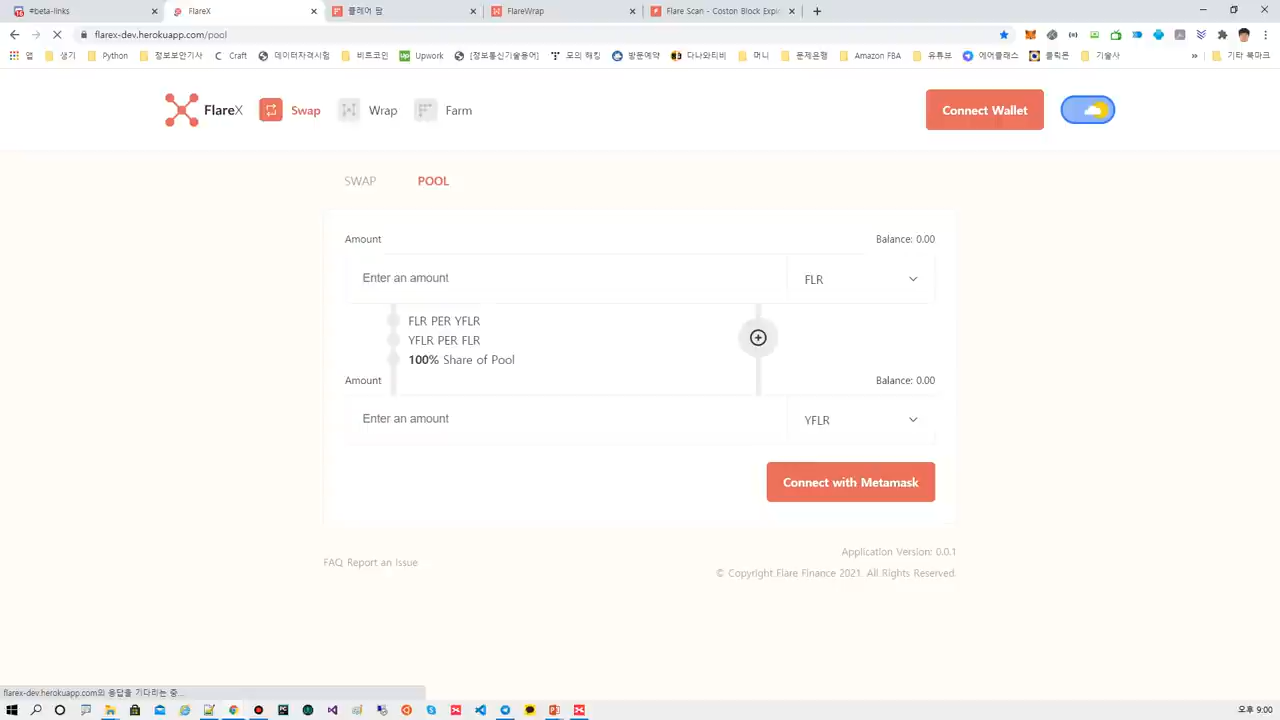 #beta-links
FlareX
플레어 팜
FlareWrap
Flare Scan - Coston Block Explo
flarex-dev.herokuapp.com/pool
앱
생기
Python
정보보안기사
Craft
데이터자격시험
비트코인
Upwork
[정보통신기술용어]
모의 해킹
방문예약
다나와티비
머니
문제은행
Amazon FBA
유튜브
에어클래스
클릭몬
기술사
»
기타 북마크
FlareX
Swap
Wrap
Farm
Connect Wallet
SWAP
POOL
Amount
Balance: 0.00
Enter an amount
FLR
FLR PER YFLR
YFLR PER FLR
100% Share of Pool
Amount
Balance: 0.00
Enter an amount
YFLR
Connect with Metamask
FAQ Report an Issue
Application Version: 0.0.1
© Copyright Flare Finance 2021. All Rights Reserved.
flarex-dev.herokuapp.com의 응답을 기다리는 중...
오후 9:00